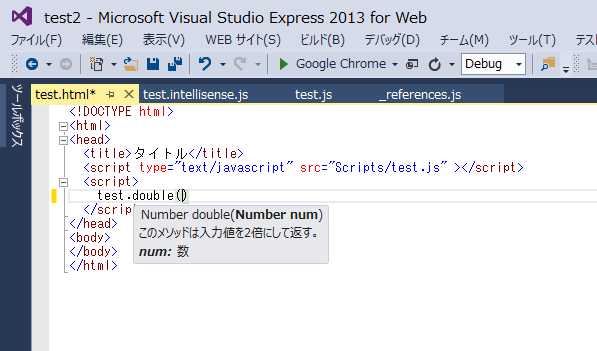 test2 - Microsoft Visual Studio Express 2013 for Web
ファイル(F) 編集(E) 表示(V) WEB サイト(S) ビルド(B) デバッグ(D) チーム(M) ツール(T) テス
Google Chrome Debug
ツールボックス
test.html* test.intellisense.js test.js _references.js
<!DOCTYPE html>
<html>
<head>
<title>タイトル</title>
<script type="text/javascript" src="Scripts/test.js" ></script>
<script>
test.double()
</script
Number double(Number num)
このメソッドは入力値を2倍にして返す。
num: 数
</head>
<body>
</body>
</html>